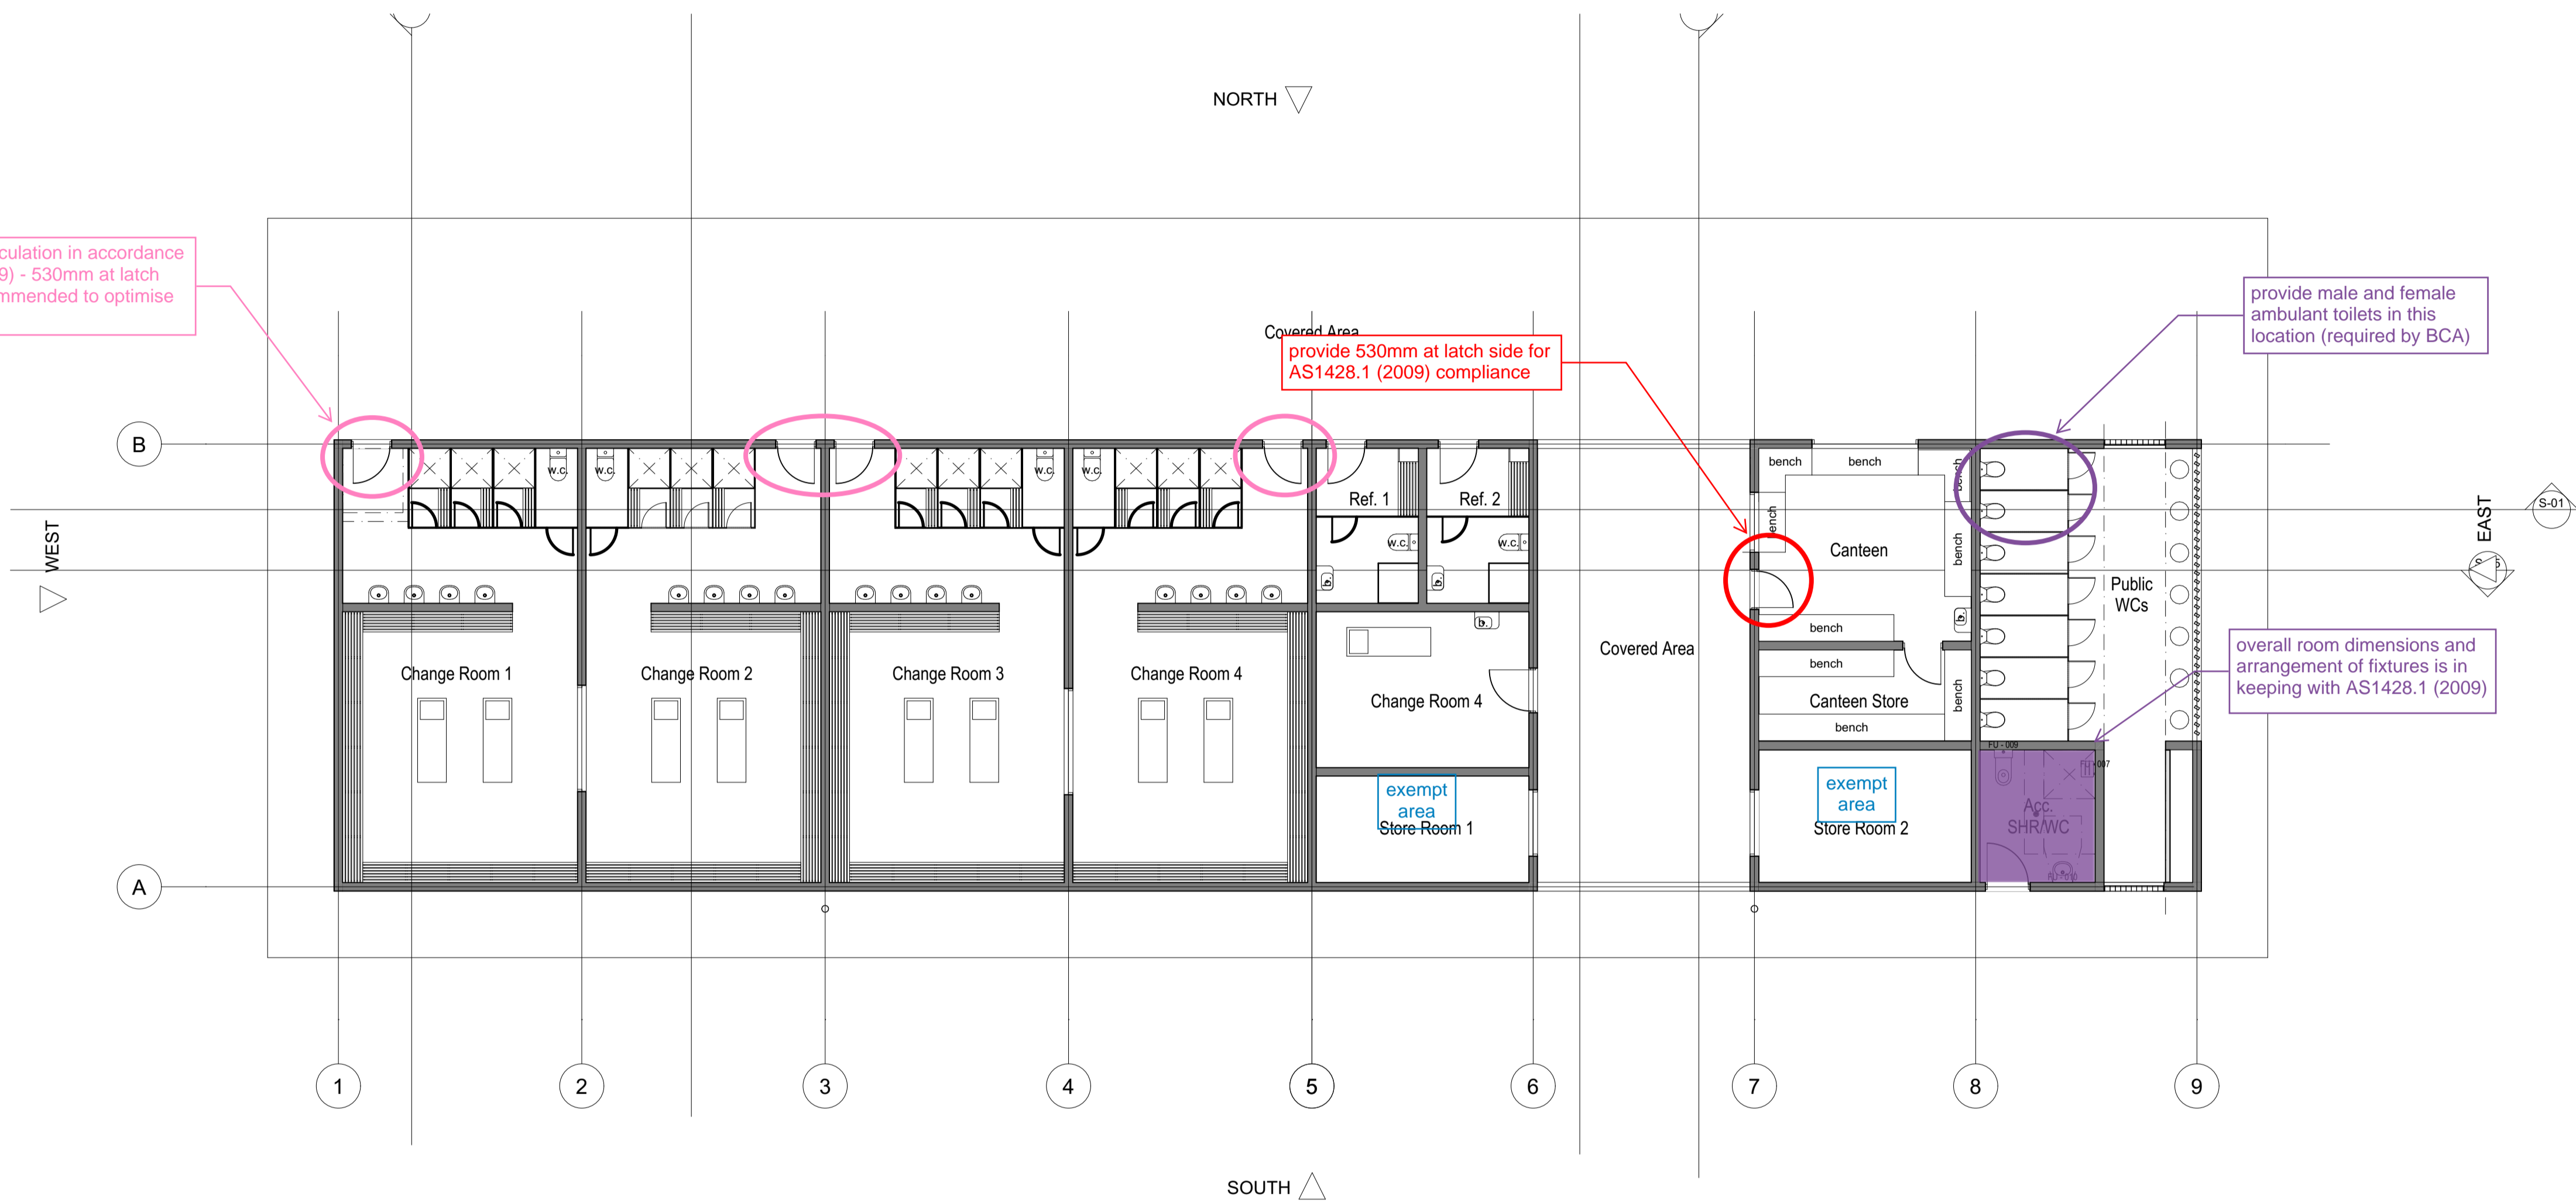 NORTH
culation in accordance
9) - 530mm at latch
mmended to optimise
provide male and female
ambulant toilets in this
location (required by BCA)
Covered Area
provide 530mm at latch side for
AS1428.1 (2009) compliance
B
w.c.
w.c.
w.c.
w.c.
Ref. 1
Ref. 2
bench
bench
bench
bench
S-01
WEST
EAST
w.c.
w.c.
Canteen
bench
b.
b.
Public
WCs
b.
b.
bench
Covered Area
overall room dimensions and
arrangement of fixtures is in
keeping with AS1428.1 (2009)
Change Room 1
Change Room 2
Change Room 3
Change Room 4
Change Room 4
bench
Canteen Store
bench
bench
FU - 009
exempt
area
Store Room 1
exempt
area
Store Room 2
Acc.
SHR/WC
A
1
2
3
4
5
6
7
8
9
SOUTH